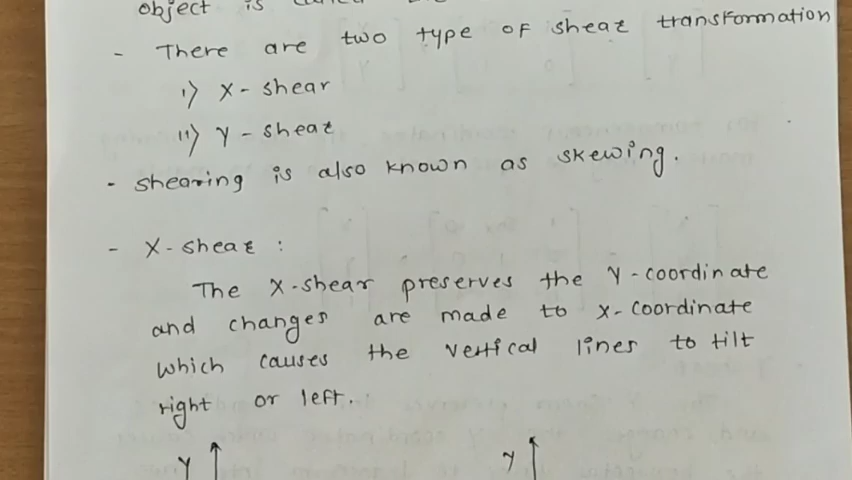 object is
- There are two type of shear transformation
i) X - shear
ii) Y - shear
- shearing is also known as skewing.
- X - shear :
The X - shear preserves the Y - coordinate
and changes are made to X - coordinate
which causes the vertical lines to tilt
right or left.
Y Y